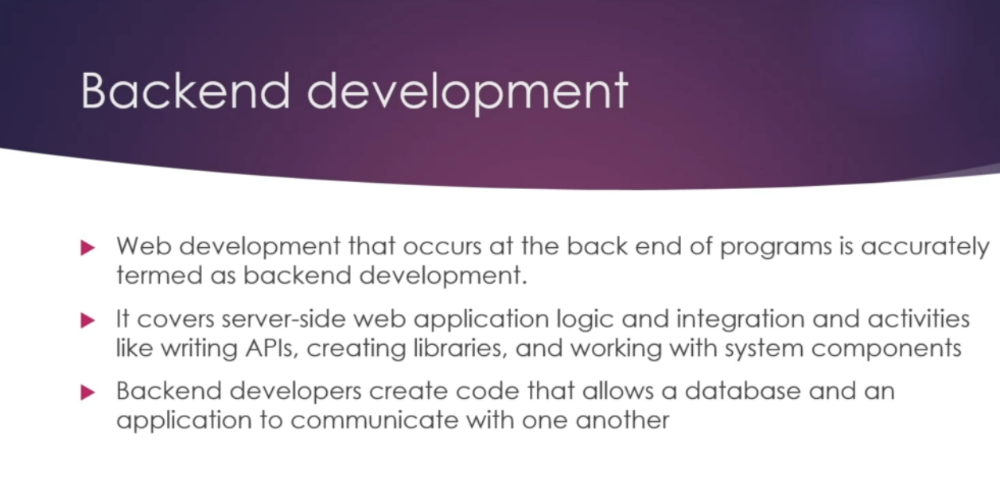 Backend development
Web development that occurs at the back end of programs is accurately
termed as backend development.
It covers server-side web application logic and integration and activities
like writing APIs, creating libraries, and working with system components
Backend developers create code that allows a database and an
application to communicate with one another